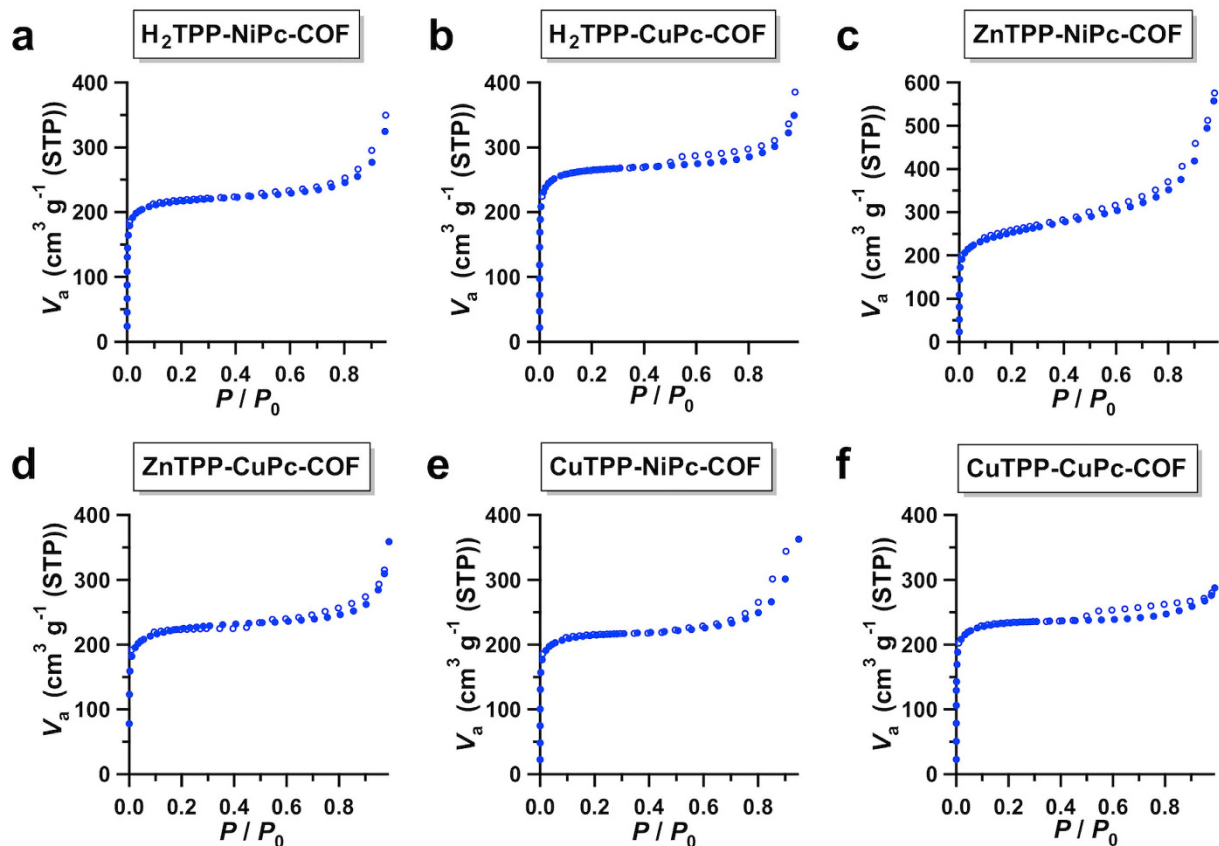 a
H₂TPP-NiPc-COF
400
300
200
100
0
Vₐ (cm³ g⁻¹ (STP))
0.0 0.2 0.4 0.6 0.8
P / P₀
b
H₂TPP-CuPc-COF
400
300
200
100
0
Vₐ (cm³ g⁻¹ (STP))
0.0 0.2 0.4 0.6 0.8
P / P₀
c
ZnTPP-NiPc-COF
600
500
400
300
200
100
0
Vₐ (cm³ g⁻¹ (STP))
0.0 0.2 0.4 0.6 0.8
P / P₀
d
ZnTPP-CuPc-COF
400
300
200
100
0
Vₐ (cm³ g⁻¹ (STP))
0.0 0.2 0.4 0.6 0.8
P / P₀
e
CuTPP-NiPc-COF
400
300
200
100
0
Vₐ (cm³ g⁻¹ (STP))
0.0 0.2 0.4 0.6 0.8
P / P₀
f
CuTPP-CuPc-COF
400
300
200
100
0
Vₐ (cm³ g⁻¹ (STP))
0.0 0.2 0.4 0.6 0.8
P / P₀